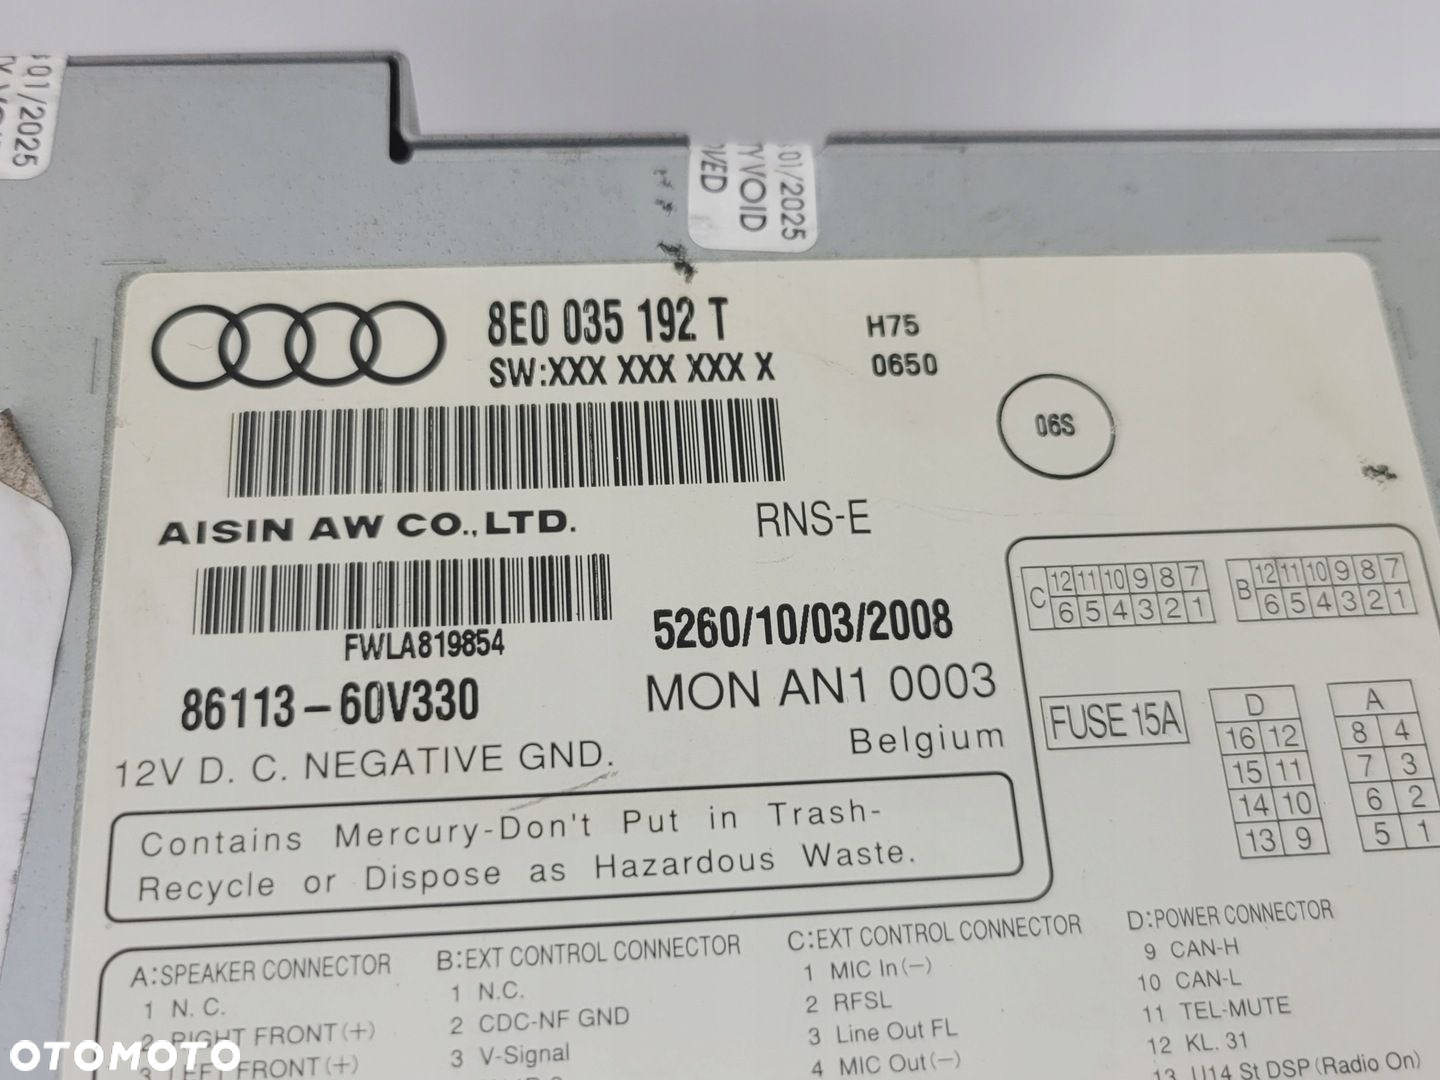 01/2025
01/2025
TY VOID
OVED
8E0 035 192 T
SW:XXX XXX XXX X
H75
0650
06S
AISIN AW CO.,LTD.
RNS-E
FWLA819854
5260/10/03/2008
86113-60V330
MON AN1 0003
12V D. C. NEGATIVE GND.
Belgium
Contains Mercury-Don't Put in Trash-
Recycle or Dispose as Hazardous Waste.
C 12 11 10 9 8 7
6 5 4 3 2 1
B 12 11 10 9 8 7
6 5 4 3 2 1
FUSE 15A
D
16 12
15 11
14 10
13 9
A
8 4
7 3
6 2
5 1
A:SPEAKER CONNECTOR
1 N. C.
2 RIGHT FRONT(+)
3 LEFT FRONT(+)
B:EXT CONTROL CONNECTOR
1 N.C.
2 CDC-NF GND
3 V-Signal
C:EXT CONTROL CONNECTOR
1 MIC In(-)
2 RFSL
3 Line Out FL
4 MIC Out(-)
D:POWER CONNECTOR
9 CAN-H
10 CAN-L
11 TEL-MUTE
12 KL. 31
13 U14 St DSP(Radio On)
OTOMOTO